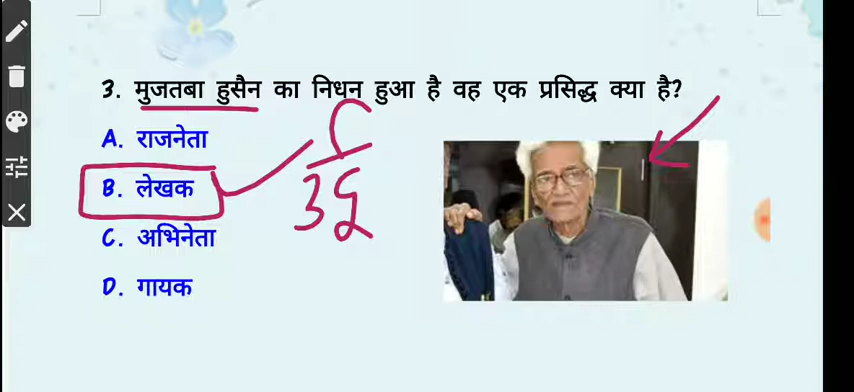 3. मुजतबा हुसैन का निधन हुआ है वह एक प्रसिद्ध क्या है?
A. राजनेता
B. लेखक
उर्दू
C. अभिनेता
D. गायक